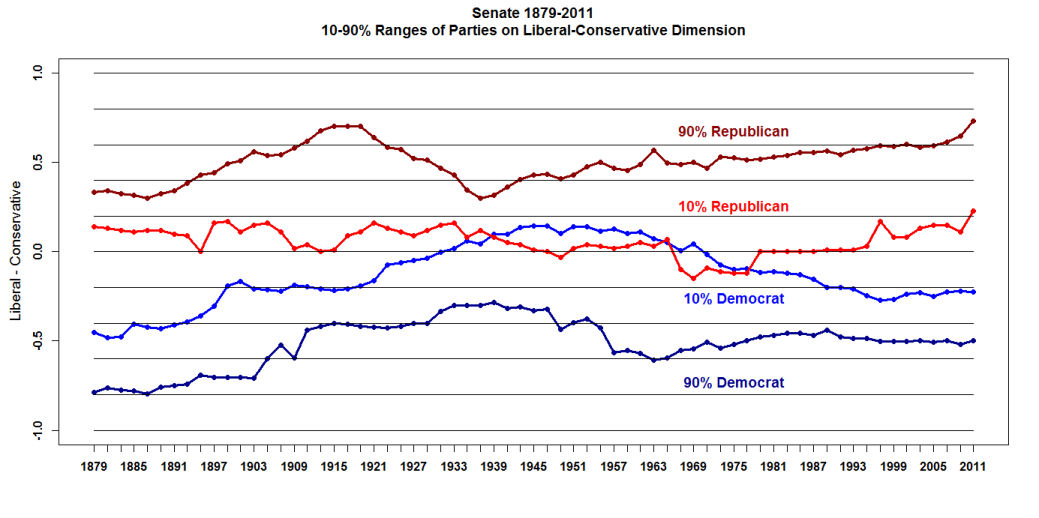 Senate 1879-2011
10-90% Ranges of Parties on Liberal-Conservative Dimension
Liberal - Conservative
1.0
0.5
0.0
-0.5
-1.0
90% Republican
10% Republican
10% Democrat
90% Democrat
1879 1885 1891 1897 1903 1909 1915 1921 1927 1933 1939 1945 1951 1957 1963 1969 1975 1981 1987 1993 1999 2005 2011